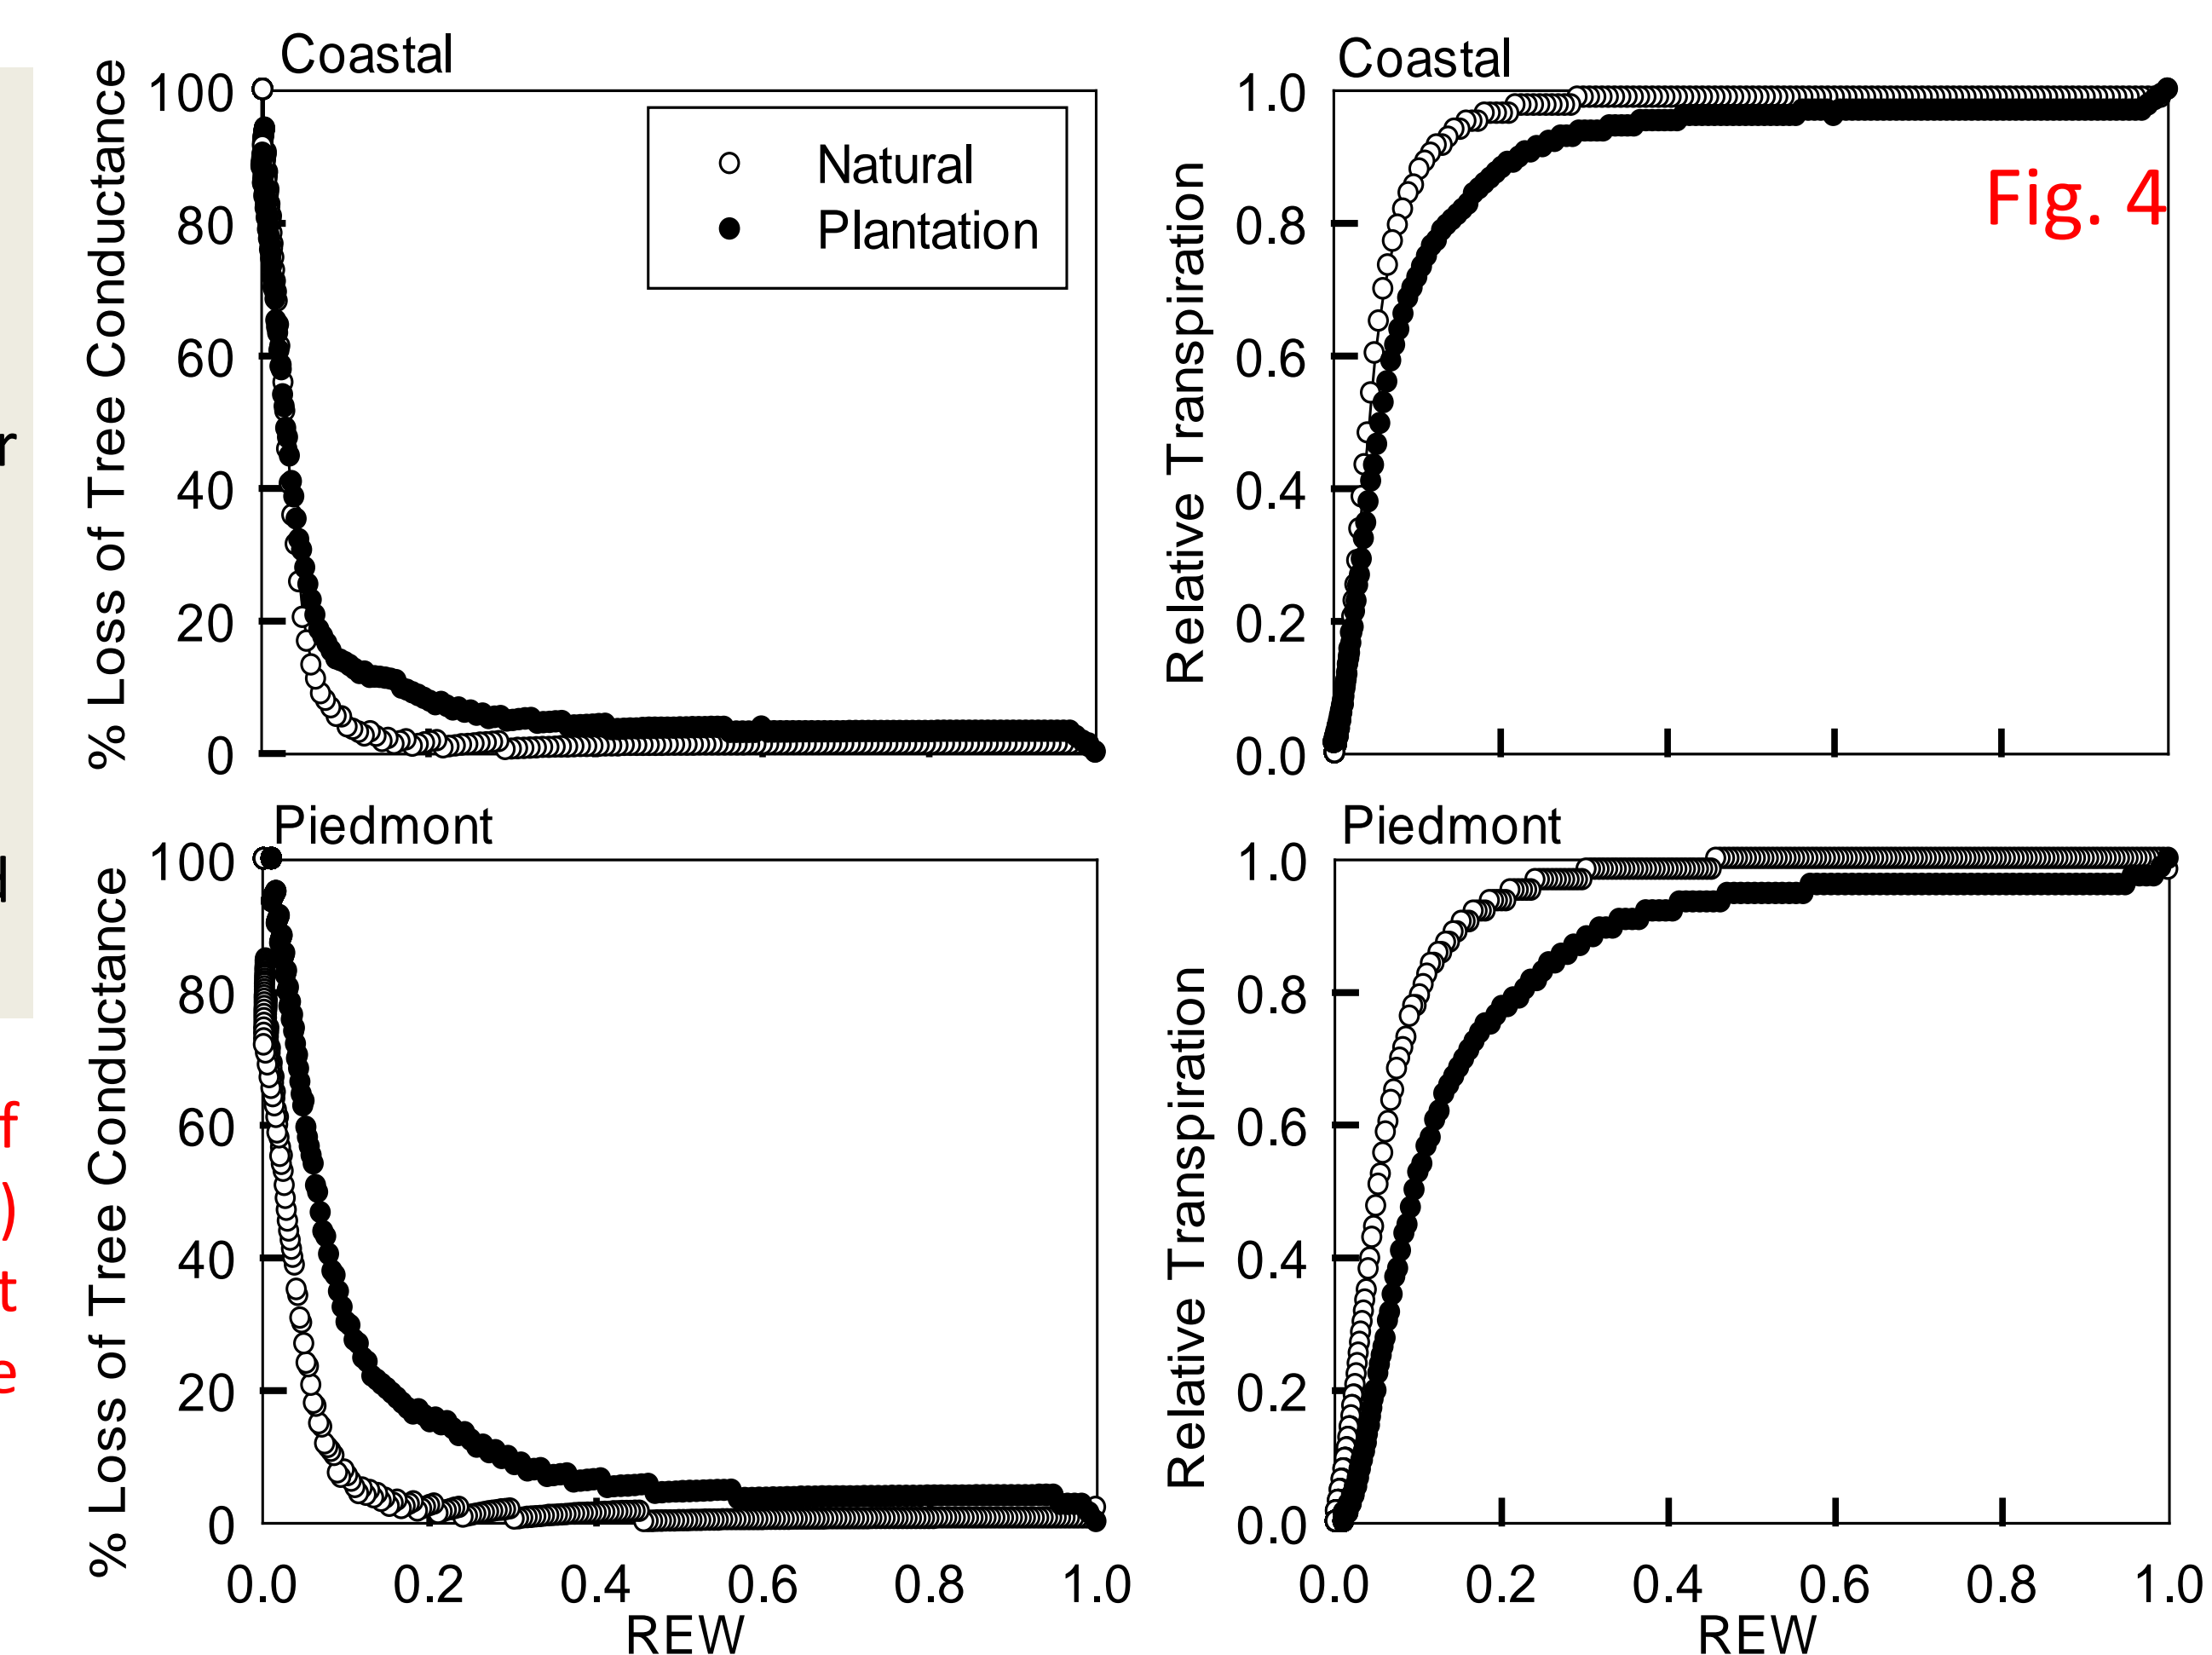 Coastal
% Loss of Tree Conductance
100
80
60
40
20
0
Natural
Plantation
Coastal
Relative Transpiration
1.0
0.8
0.6
0.4
0.2
0.0
Fig. 4
r
d
f
)
t
e
Piedmont
% Loss of Tree Conductance
100
80
60
40
20
0
0.0 0.2 0.4 0.6 0.8 1.0
REW
Piedmont
Relative Transpiration
1.0
0.8
0.6
0.4
0.2
0.0
0.0 0.2 0.4 0.6 0.8 1.0
REW